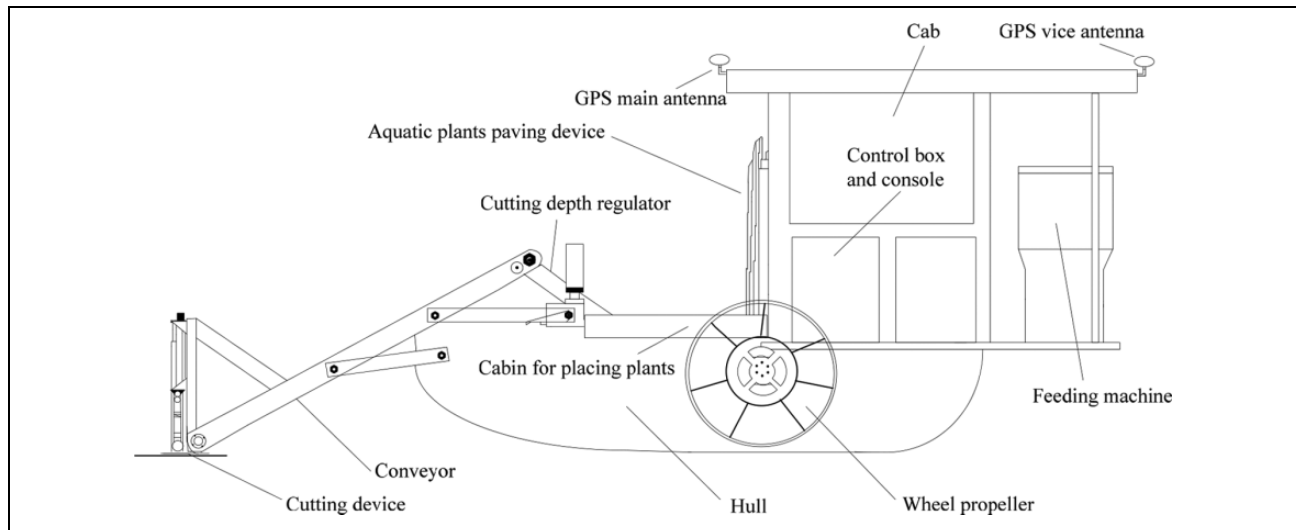 Cab
GPS vice antenna
GPS main antenna
Aquatic plants paving device
Control box
and console
Cutting depth regulator
Cabin for placing plants
Feeding machine
Conveyor
Cutting device
Hull
Wheel propeller